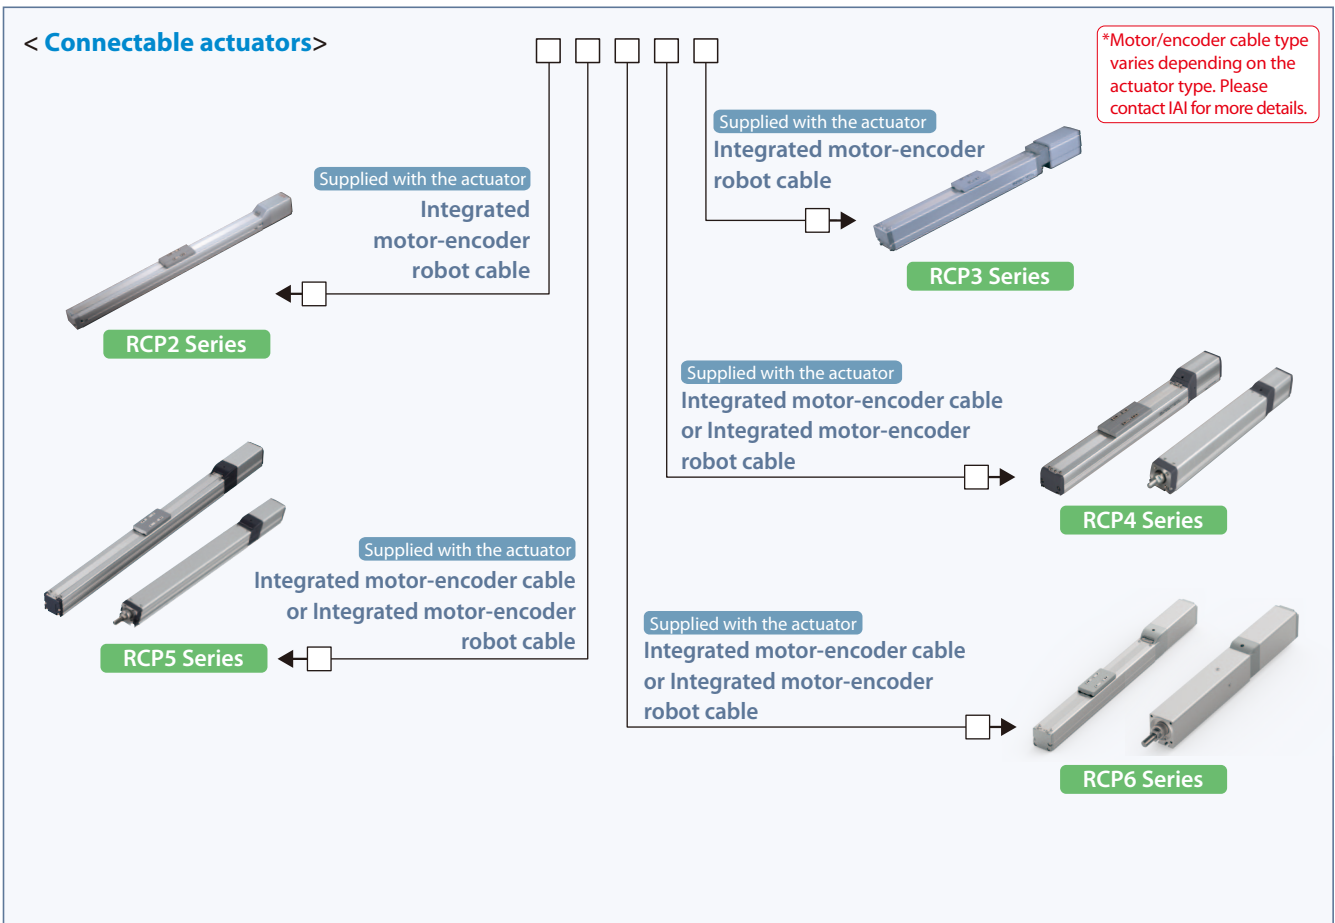 < Connectable actuators>
*Motor/encoder cable type
varies depending on the
actuator type. Please
contact IAI for more details.
Supplied with the actuator
Integrated motor-encoder
robot cable
RCP3 Series
Supplied with the actuator
Integrated
motor-encoder
robot cable
RCP2 Series
Supplied with the actuator
Integrated motor-encoder cable
or Integrated motor-encoder
robot cable
RCP4 Series
Supplied with the actuator
Integrated motor-encoder cable
or Integrated motor-encoder
robot cable
RCP5 Series
Supplied with the actuator
Integrated motor-encoder cable
or Integrated motor-encoder
robot cable
RCP6 Series